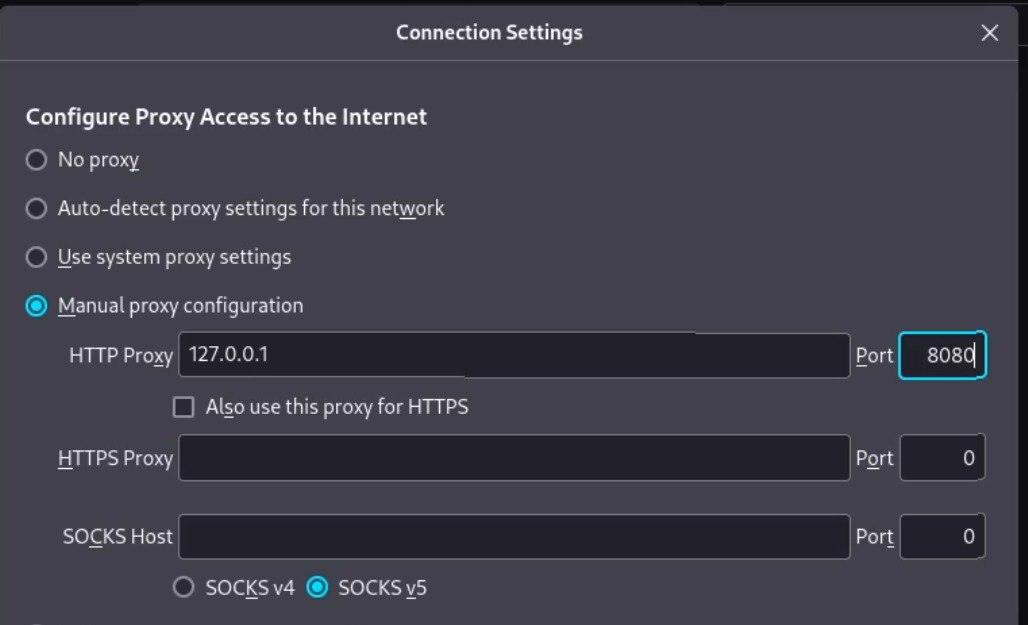 Connection Settings
Configure Proxy Access to the Internet
No proxy
Auto-detect proxy settings for this network
Use system proxy settings
Manual proxy configuration
HTTP Proxy 127.0.0.1 Port 8080
Also use this proxy for HTTPS
HTTPS Proxy Port 0
SOCKS Host Port 0
SOCKS v4 SOCKS v5